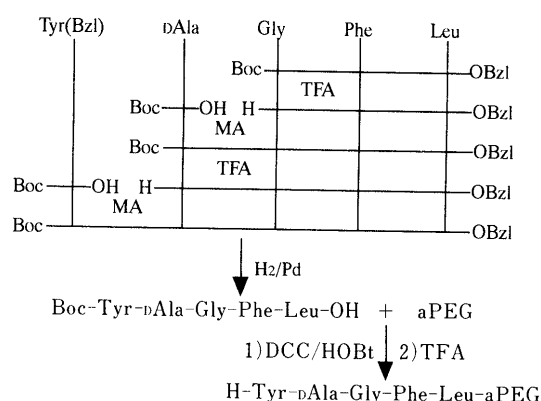 Tyr(Bzl) DAla Gly Phe Leu
Boc OBzl
TFA
Boc OH H OBzl
MA
Boc OBzl
TFA
Boc OH H OBzl
MA
Boc OBzl
H2/Pd
Boc-Tyr-DAla-Gly-Phe-Leu-OH + aPEG
1)DCC/HOBt 2)TFA
H-Tyr-DAla-Gly-Phe-Leu-aPEG